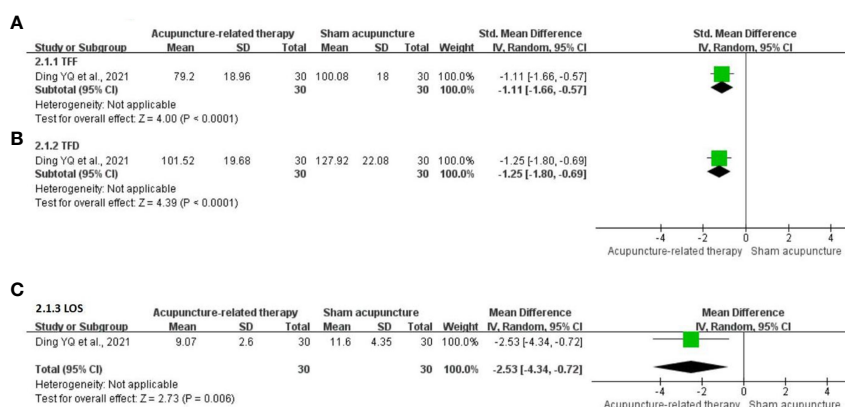 A
Acupuncture-related therapy Sham acupuncture Std. Mean Difference Std. Mean Difference
Study or Subgroup Mean SD Total Mean SD Total Weight IV, Random, 95% CI IV, Random, 95% CI
2.1.1 TFF
Ding YQ et al., 2021 79.2 18.96 30 100.08 18 30 100.0% -1.11 [-1.66, -0.57]
Subtotal (95% CI) 30 30 100.0% -1.11 [-1.66, -0.57]
Heterogeneity: Not applicable
Test for overall effect: Z = 4.00 (P < 0.0001)
B
2.1.2 TFD
Ding YQ et al., 2021 101.52 19.68 30 127.92 22.08 30 100.0% -1.25 [-1.80, -0.69]
Subtotal (95% CI) 30 30 100.0% -1.25 [-1.80, -0.69]
Heterogeneity: Not applicable
Test for overall effect: Z = 4.39 (P < 0.0001)
-4 -2 0 2 4
Acupuncture-related therapy Sham acupuncture
C
2.1.3 LOS
Acupuncture-related therapy Sham acupuncture Mean Difference Mean Difference
Study or Subgroup Mean SD Total Mean SD Total Weight IV, Random, 95% CI IV, Random, 95% CI
Ding YQ et al., 2021 9.07 2.6 30 11.6 4.35 30 100.0% -2.53 [-4.34, -0.72]
Total (95% CI) 30 30 100.0% -2.53 [-4.34, -0.72]
Heterogeneity: Not applicable
Test for overall effect: Z = 2.73 (P = 0.006)
-4 -2 0 2 4
Acupuncture-related therapy Sham acupuncture